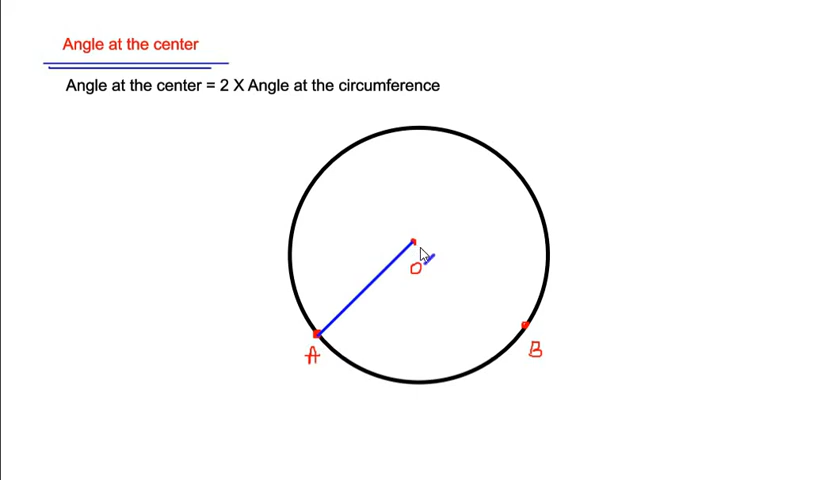 Angle at the center
Angle at the center = 2 X Angle at the circumference
O
A
B